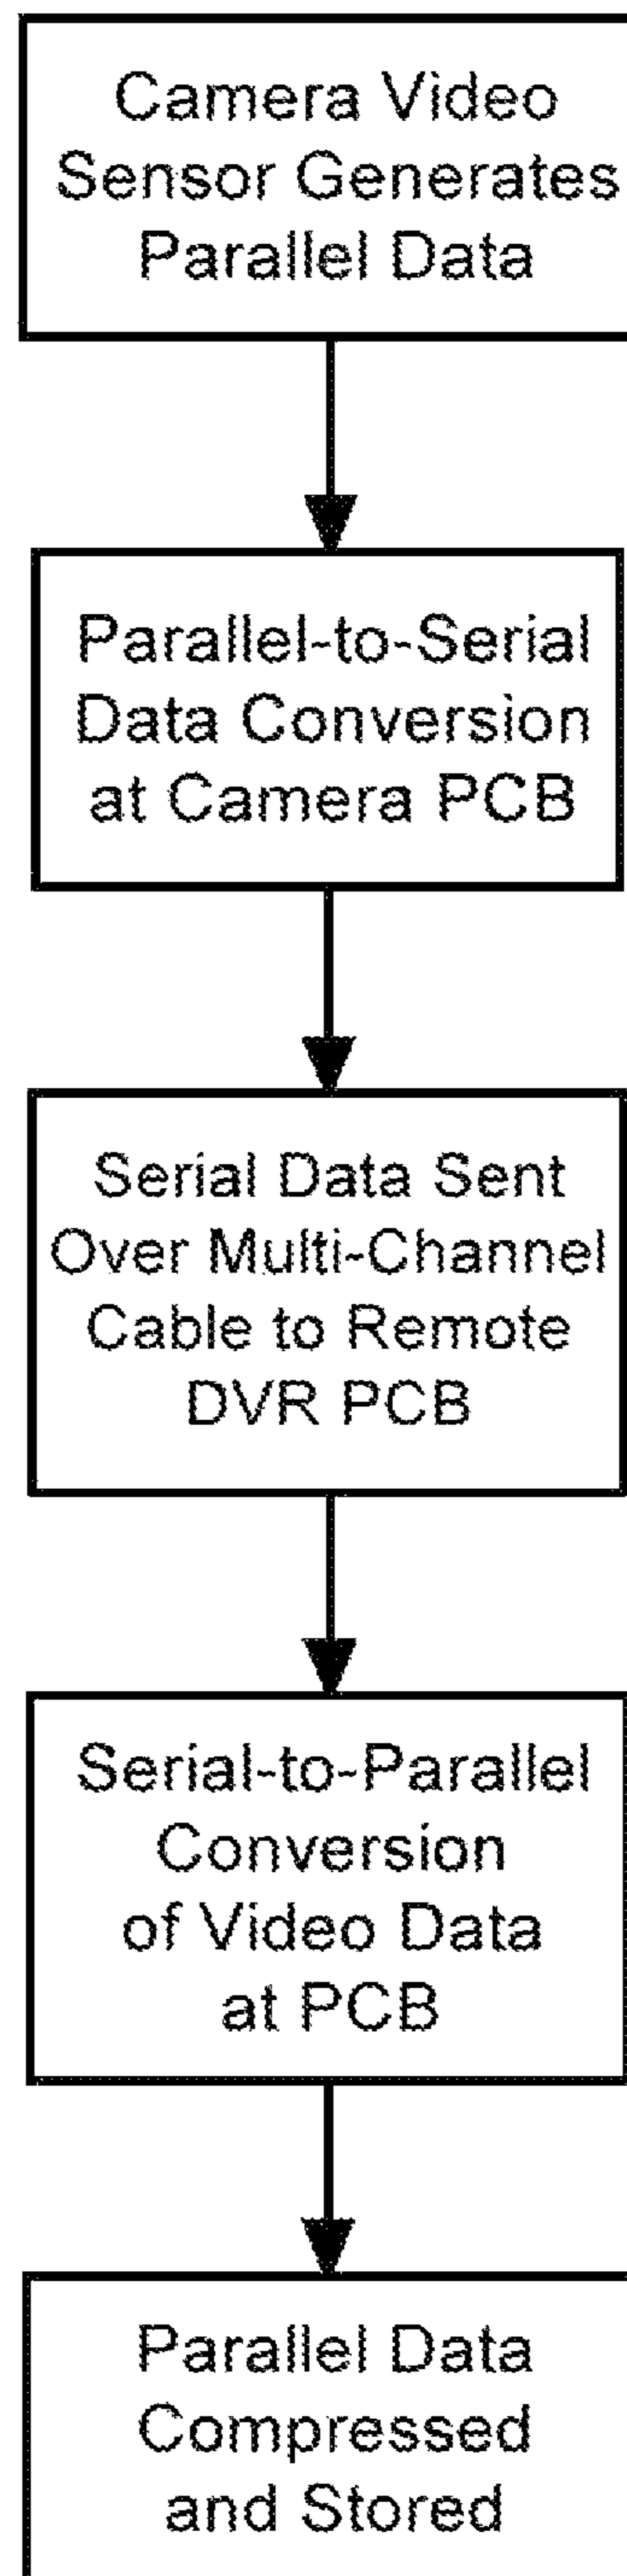 Camera Video
Sensor Generates
Parallel Data
Parallel-to-Serial
Data Conversion
at Camera PCB
Serial Data Sent
Over Multi-Channel
Cable to Remote
DVR PCB
Serial-to-Parallel
Conversion
of Video Data
at PCB
Parallel Data
Compressed
and Stored